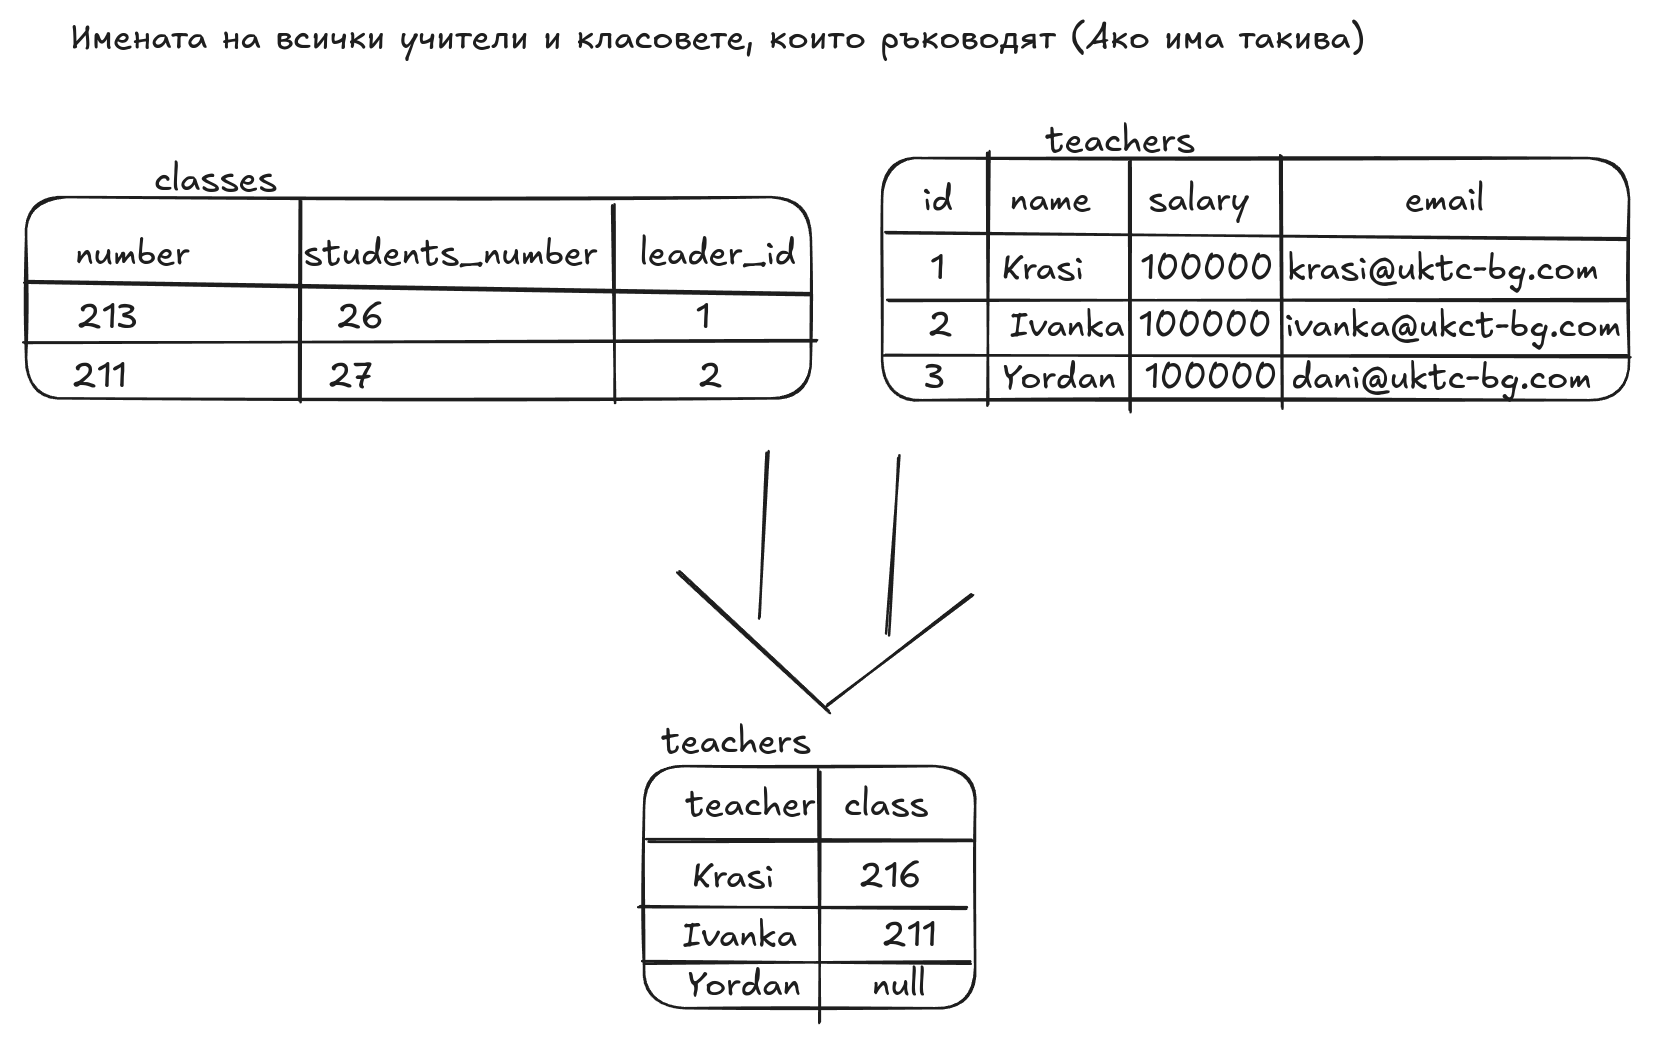 Имената на всички учители и класовете, които ръководят (Ако има такива)
classes
number students_number leader_id
213 26 1
211 27 2
teachers
id name salary email
1 Krasi 100000 krasi@uktc-bg.com
2 Ivanka 100000 ivanka@ukct-bg.com
3 Yordan 100000 dani@uktc-bg.com
teachers
teacher class
Krasi 216
Ivanka 211
Yordan null